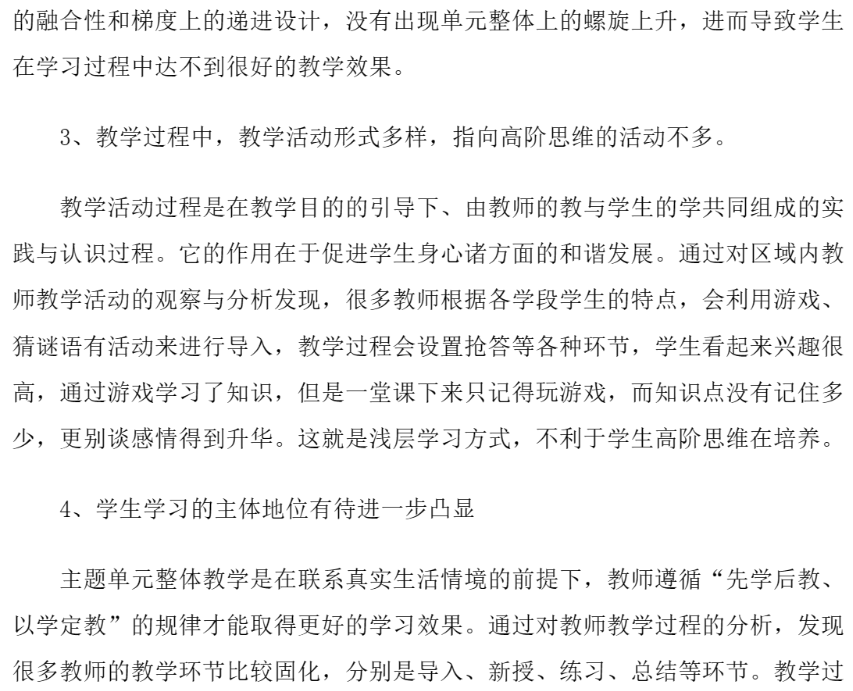 的融合性和梯度上的递进设计，没有出现单元整体上的螺旋上升，进而导致学生
在学习过程中达不到很好的教学效果。
3、教学过程中，教学活动形式多样，指向高阶思维的活动不多。
教学活动过程是在教学目的的引导下、由教师的教与学生的学共同组成的实
践与认识过程。它的作用在于促进学生身心诸方面的和谐发展。通过对区域内教
师教学活动的观察与分析发现，很多教师根据各学段学生的特点，会利用游戏、
猜谜语有活动来进行导入，教学过程会设置抢答等各种环节，学生看起来兴趣很
高，通过游戏学习了知识，但是一堂课下来只记得玩游戏，而知识点没有记住多
少，更别谈感情得到升华。这就是浅层学习方式，不利于学生高阶思维在培养。
4、学生学习的主体地位有待进一步凸显
主题单元整体教学是在联系真实生活情境的前提下，教师遵循“先学后教、
以学定教”的规律才能取得更好的学习效果。通过对教师教学过程的分析，发现
很多教师的教学环节比较固化，分别是导入、新授、练习、总结等环节。教学过